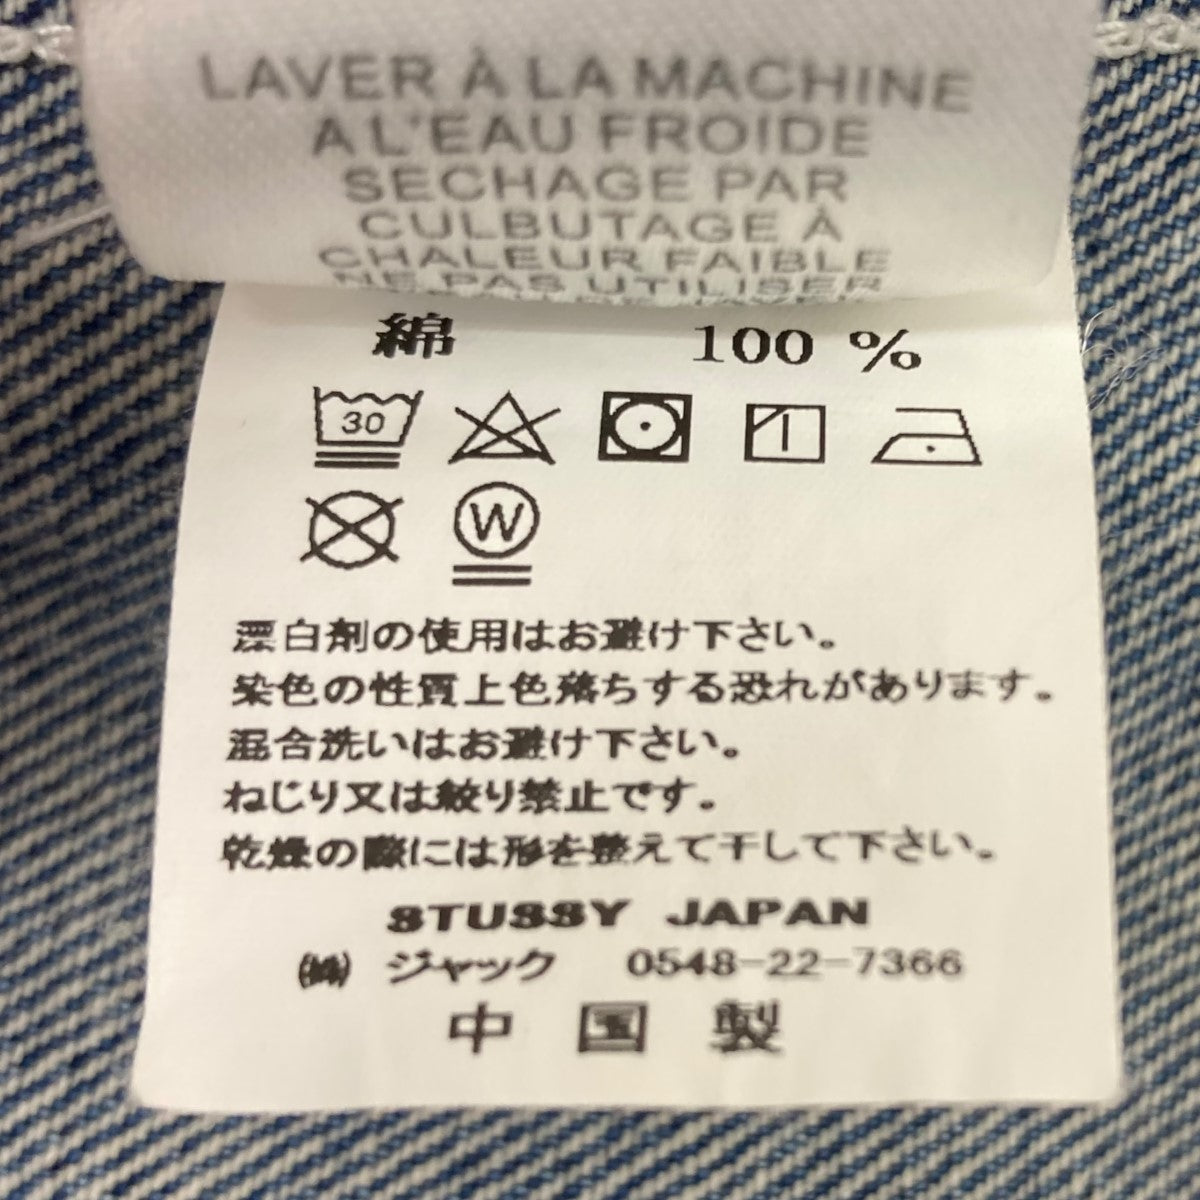 LAVER À LA MACHINE
À L'EAU FROIDE
SECHAGE PAR
CULBUTAGE À
CHALEUR FAIBLE
NE PAS UTILISER
綿 100 %
30
W
漂白剤の使用はお避け下さい。
染色の性質上色落ちする恐れがあります。
混合洗いはお避け下さい。
ねじり又は絞り禁止です。
乾燥の際には形を整えて干して下さい。
STUSSY JAPAN
㈱ ジャック 0548-22-7366
中国製